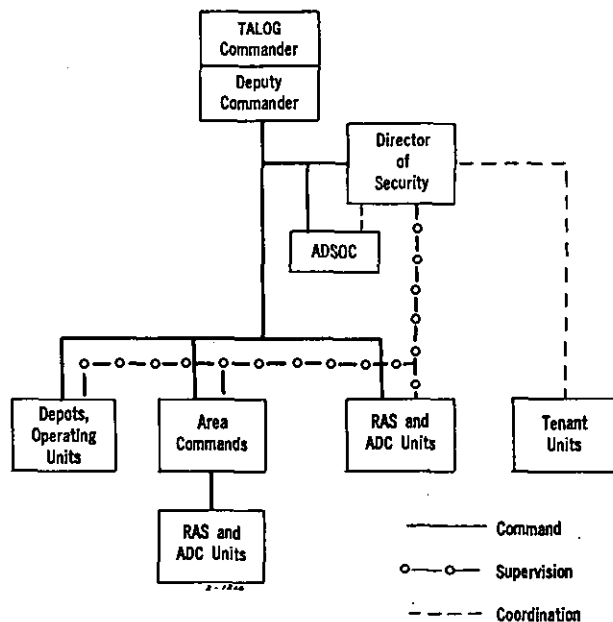 TALOG
Commander
Deputy
Commander
Director
of
Security
ADSOC
Depots,
Operating
Units
Area
Commands
RAS and
ADC Units
Tenant
Units
RAS and
ADC Units
Command
Supervision
Coordination